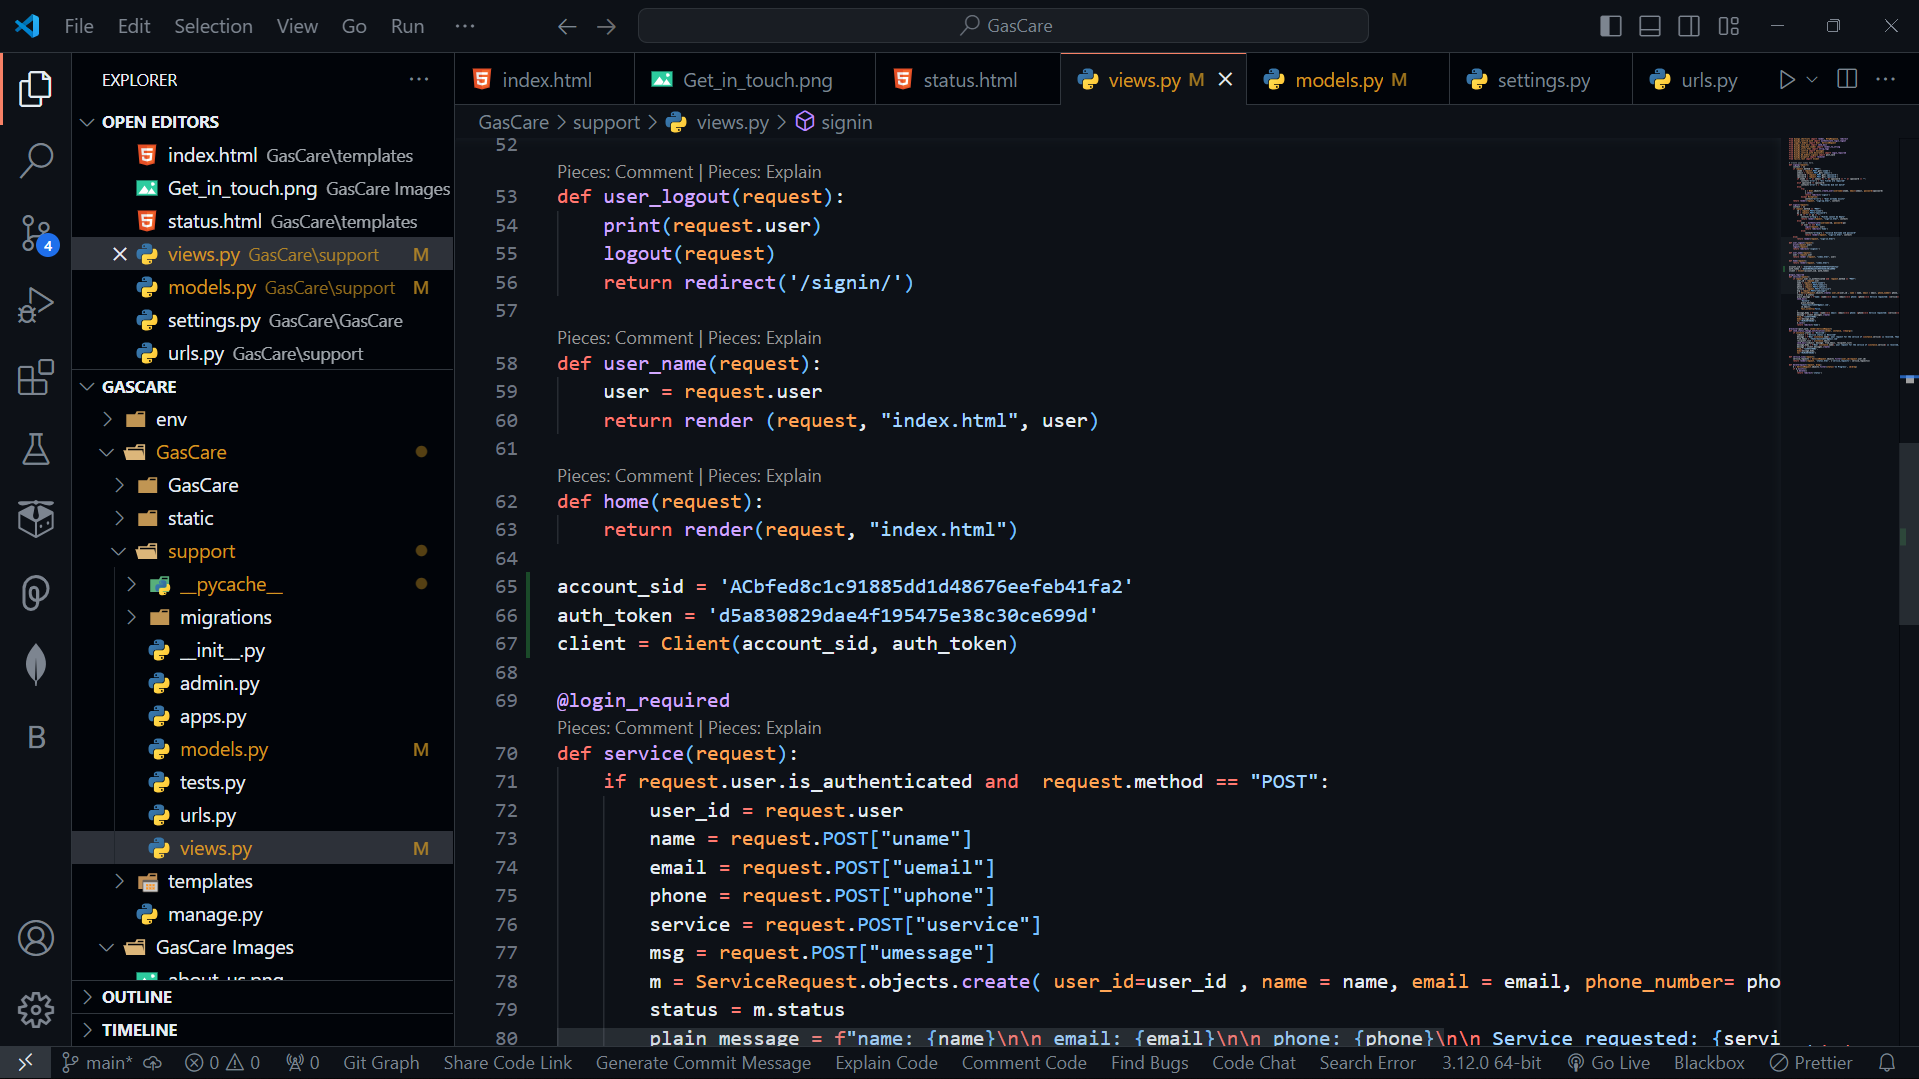 File Edit Selection View Go Run ···
GasCare
EXPLORER
index.html
Get_in_touch.png
status.html
views.py M
models.py M
settings.py
urls.py
GasCare > support > views.py > signin
OPEN EDITORS
index.html GasCare\templates
Get_in_touch.png GasCare Images
status.html GasCare\templates
views.py GasCare\support M
models.py GasCare\support M
settings.py GasCare\GasCare
urls.py GasCare\support
GASCARE
env
GasCare
GasCare
static
support
__pycache__
migrations
__init__.py
admin.py
apps.py
models.py M
tests.py
urls.py
views.py M
templates
manage.py
GasCare Images
about_us.png
OUTLINE
TIMELINE
4
B
52
Pieces: Comment | Pieces: Explain
53 def user_logout(request):
54 print(request.user)
55 logout(request)
56 return redirect('/signin/')
57
Pieces: Comment | Pieces: Explain
58 def user_name(request):
59 user = request.user
60 return render (request, "index.html", user)
61
Pieces: Comment | Pieces: Explain
62 def home(request):
63 return render(request, "index.html")
64
65 account_sid = 'ACbfed8c1c91885dd1d48676eefeb41fa2'
66 auth_token = 'd5a830829dae4f195475e38c30ce699d'
67 client = Client(account_sid, auth_token)
68
69 @login_required
Pieces: Comment | Pieces: Explain
70 def service(request):
71 if request.user.is_authenticated and  request.method == "POST":
72 user_id = request.user
73 name = request.POST["uname"]
74 email = request.POST["uemail"]
75 phone = request.POST["uphone"]
76 service = request.POST["uservice"]
77 msg = request.POST["umessage"]
78 m = ServiceRequest.objects.create( user_id=user_id , name = name, email = email, phone_number= pho
79 status = m.status
80 plain_message = f"name: {name}\n\n email: {email}\n\n phone: {phone}\n\n Service requested: {servi
main* 0 0 0 Git Graph Share Code Link Generate Commit Message Explain Code Comment Code Find Bugs Code Chat Search Error 3.12.0 64-bit Go Live Blackbox Prettier